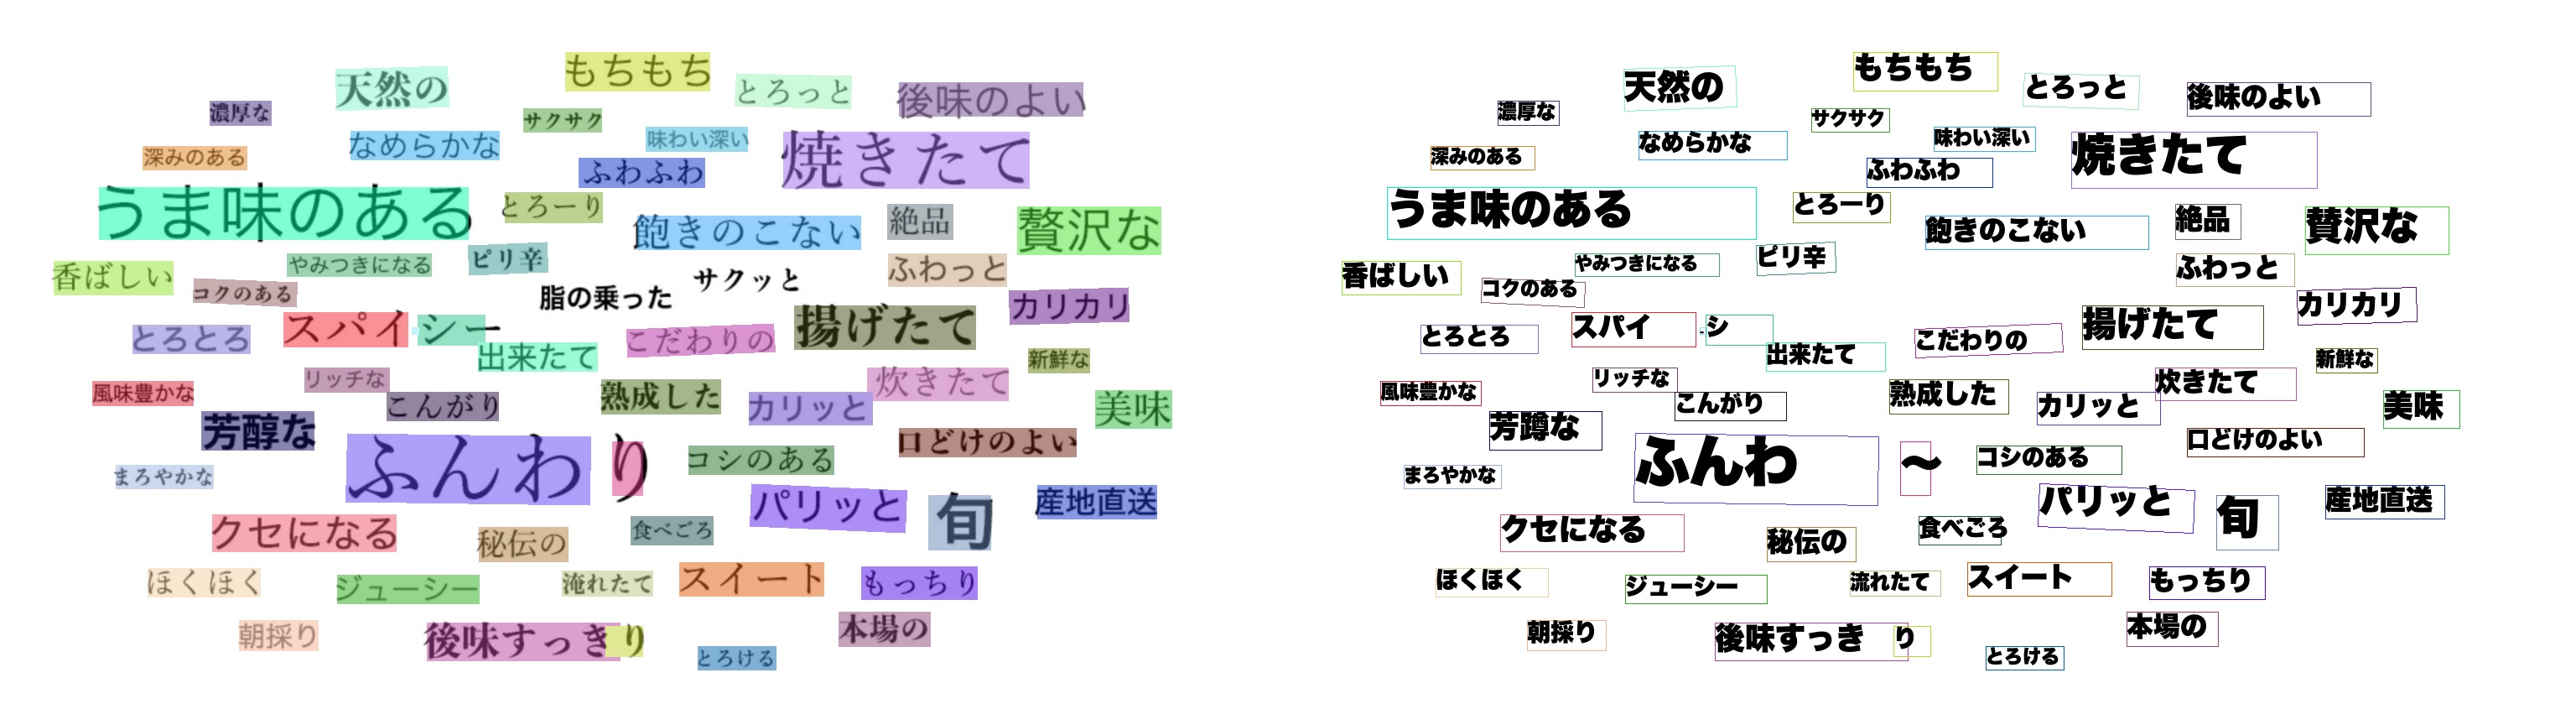 もちもち
天然の
とろっと
後味のよい
濃厚な
サクサク
なめらかな
味わい深い
焼きたて
深みのある
ふわふわ
うま味のある
とろーり
飽きのこない
絶品
贅沢な
香ばしい
やみつきになる
ピリ辛
ふわっと
コクのある
サクッと
脂の乗った
カリカリ
とろとろ
スパイシー
出来たて
こだわりの
揚げたて
新鮮な
風味豊かな
リッチな
こんがり
熟成した
カリッと
炊きたて
美味
芳醇な
ふんわり
コシのある
口どけのよい
まろやかな
パリッと
旬
産地直送
クセになる
秘伝の
食べごろ
ほくほく
ジューシー
淹れたて
スイート
もっちり
朝採り
後味すっきり
とろける
本場の
もちもち
天然の
とろっと
後味のよい
濃厚な
サクサク
なめらかな
味わい深い
焼きたて
深みのある
ふわふわ
うま味のある
とろーり
飽きのこない
絶品
贅沢な
香ばしい
やみつきになる
ピリ辛
ふわっと
コクのある
カリカリ
とろとろ
スパイ
-
シ
出来たて
こだわりの
揚げたて
新鮮な
風味豊かな
リッチな
こんがり
熟成した
カリッと
炊きたて
美味
芳蹲な
ふんわ
〜
コシのある
口どけのよい
まろやかな
パリッと
旬
産地直送
クセになる
秘伝の
食べごろ
ほくほく
ジューシー
流れたて
スイート
もっちり
朝採り
後味すっき
り
とろける
本場の